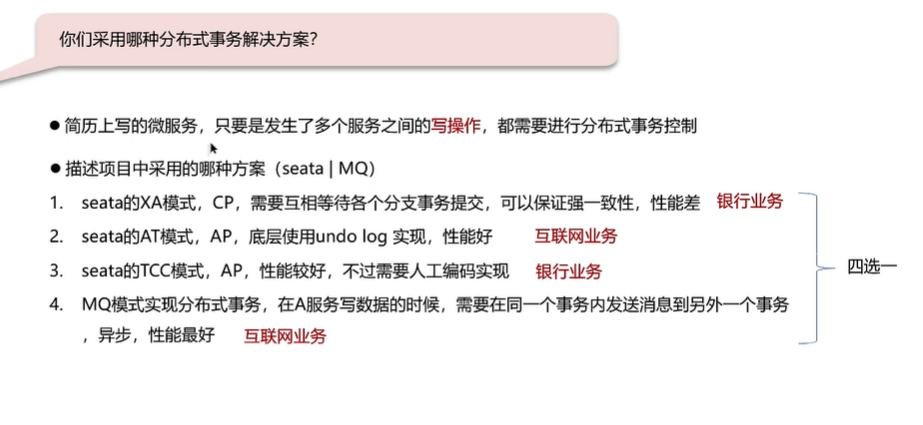 你们采用哪种分布式事务解决方案?
● 简历上写的微服务，只要是发生了多个服务之间的写操作，都需要进行分布式事务控制
● 描述项目中采用的哪种方案（seata | MQ）
1. seata的XA模式，CP，需要互相等待各个分支事务提交，可以保证强一致性，性能差 银行业务
2. seata的AT模式，AP，底层使用undo log 实现，性能好 互联网业务
3. seata的TCC模式，AP，性能较好，不过需要人工编码实现 银行业务
四选一
4. MQ模式实现分布式事务，在A服务写数据的时候，需要在同一个事务内发送消息到另外一个事务
，异步，性能最好 互联网业务